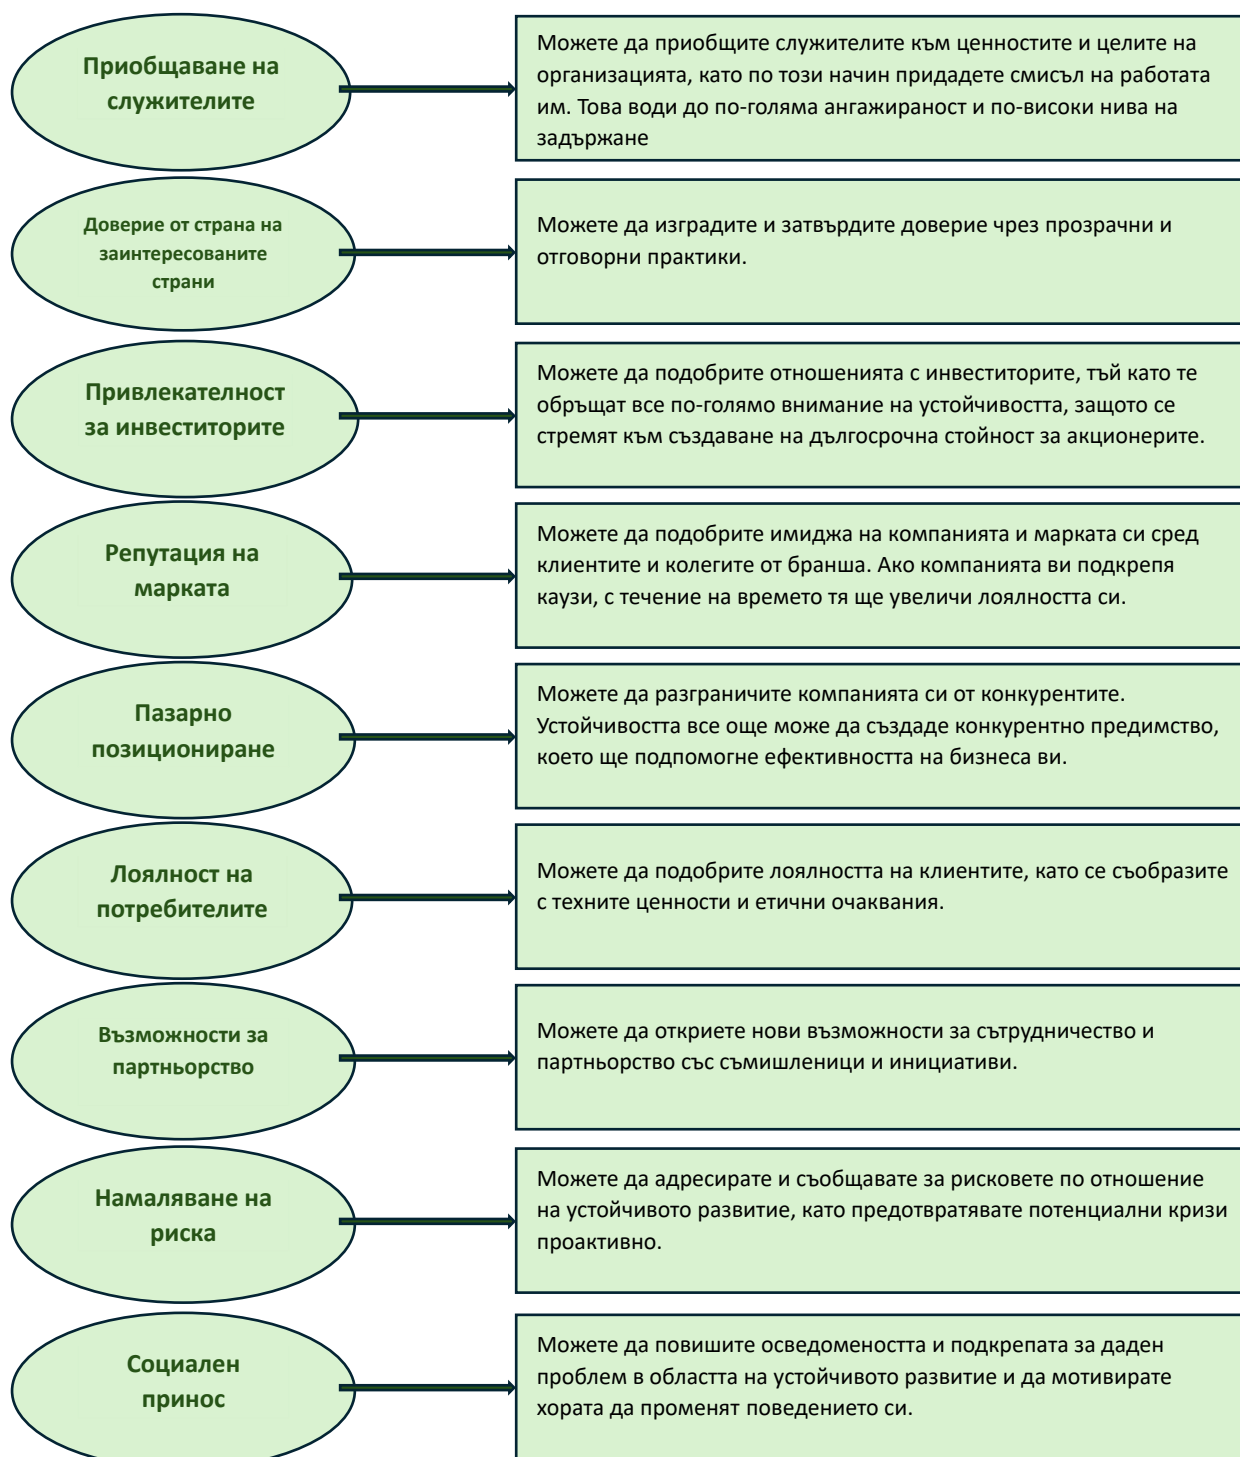 Приобщаване на
служителите
Можете да приобщите служителите към ценностите и целите на
организацията, като по този начин придадете смисъл на работата
им. Това води до по-голяма ангажираност и по-високи нива на
задържане
Доверие от страна на
заинтересованите
страни
Можете да изградите и затвърдите доверие чрез прозрачни и
отговорни практики.
Привлекателност
за инвеститорите
Можете да подобрите отношенията с инвеститорите, тъй като те
обръщат все по-голямо внимание на устойчивостта, защото се
стремят към създаване на дългосрочна стойност за акционерите.
Репутация на
марката
Можете да подобрите имиджа на компанията и марката си сред
клиентите и колегите от бранша. Ако компанията ви подкрепя
каузи, с течение на времето тя ще увеличи лоялността си.
Пазарно
позициониране
Можете да разграничите компанията си от конкурентите.
Устойчивостта все още може да създаде конкурентно предимство,
което ще подпомогне ефективността на бизнеса ви.
Лоялност на
потребителите
Можете да подобрите лоялността на клиентите, като се съобразите
с техните ценности и етични очаквания.
Възможности за
партньорство
Можете да откриете нови възможности за сътрудничество и
партньорство със съмишленици и инициативи.
Намаляване на
риска
Можете да адресирате и съобщавате за рисковете по отношение
на устойчивото развитие, като предотвратявате потенциални кризи
проактивно.
Социален
принос
Можете да повишите осведомеността и подкрепата за даден
проблем в областта на устойчивото развитие и да мотивирате
хората да променят поведението си.